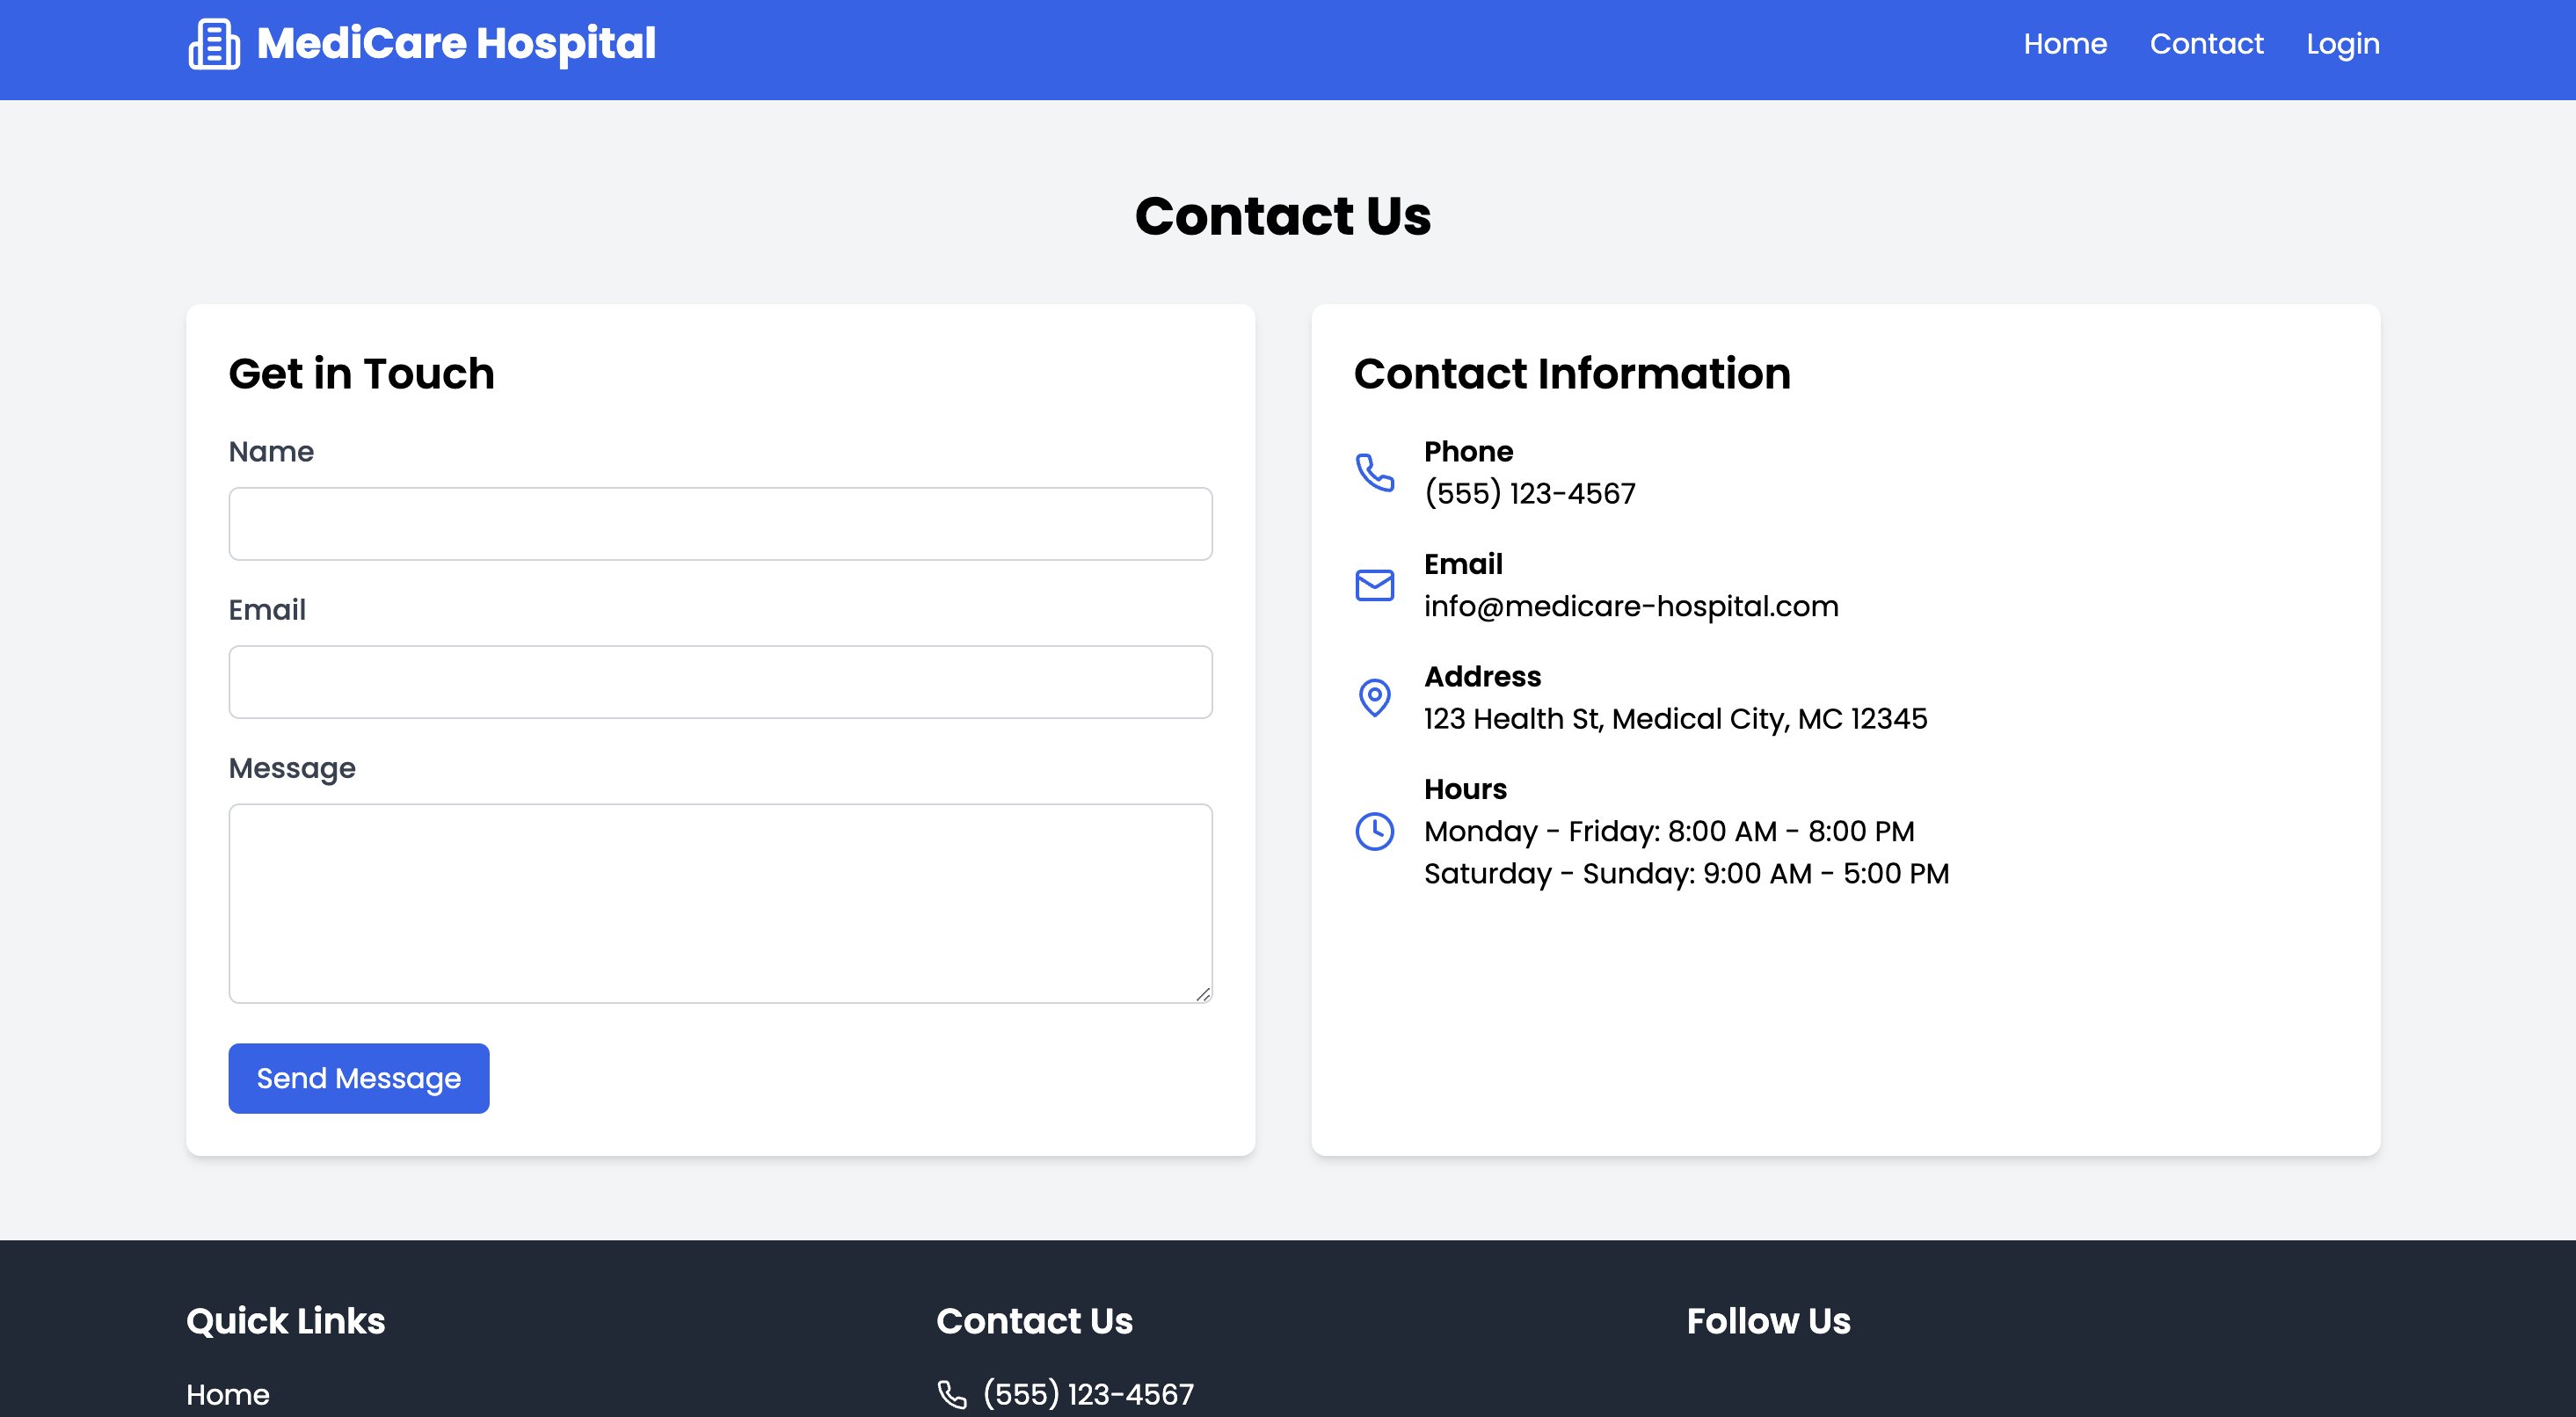 MediCare Hospital
Home Contact Login
Contact Us
Get in Touch
Name
Email
Message
Send Message
Contact Information
Phone
(555) 123-4567
Email
info@medicare-hospital.com
Address
123 Health St, Medical City, MC 12345
Hours
Monday - Friday: 8:00 AM - 8:00 PM
Saturday - Sunday: 9:00 AM - 5:00 PM
Quick Links
Home
Contact Us
(555) 123-4567
Follow Us